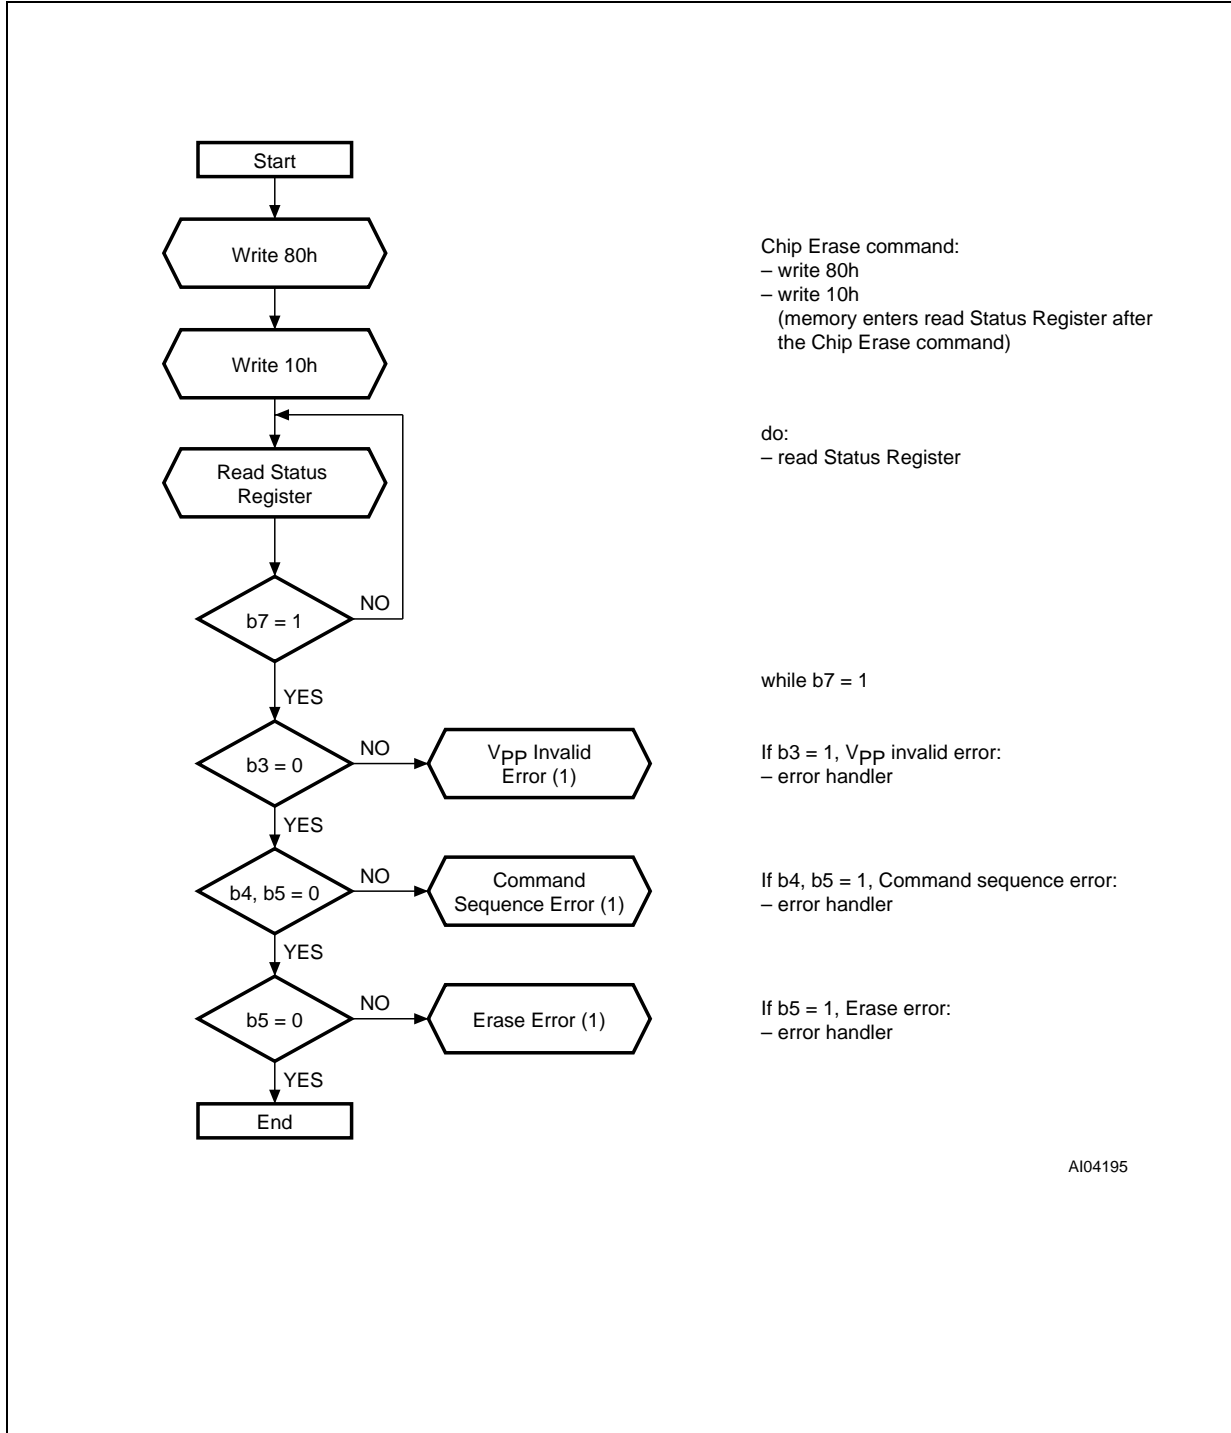 Start
Write 80h
Write 10h
Read Status
Register
b7 = 1
NO
YES
b3 = 0
NO
VPP Invalid
Error (1)
YES
b4, b5 = 0
NO
Command
Sequence Error (1)
YES
b5 = 0
NO
Erase Error (1)
YES
End
Chip Erase command:
– write 80h
– write 10h
(memory enters read Status Register after
the Chip Erase command)
do:
– read Status Register
while b7 = 1
If b3 = 1, VPP invalid error:
– error handler
If b4, b5 = 1, Command sequence error:
– error handler
If b5 = 1, Erase error:
– error handler
AI04195